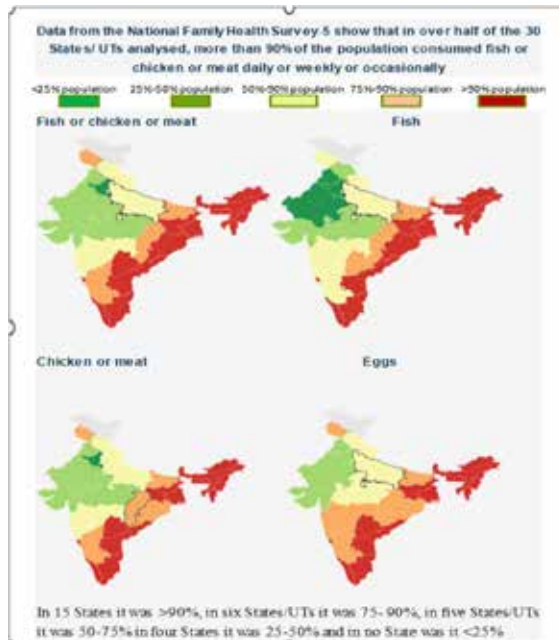 Data from the National Family Health Survey-5 show that in over half of the 30
States/ UTs analysed, more than 90% of the population consumed fish or
chicken or meat daily or weekly or occasionally
<25% population 25%-50% population 50%-90% population 75%-90% population >90% population
Fish or chicken or meat Fish
Chicken or meat Eggs
In 15 States it was >90%, in six States/UTs it was 75- 90%, in five States/UTs
it was 50-75% in four States it was 25-50% and in no State was it <25%